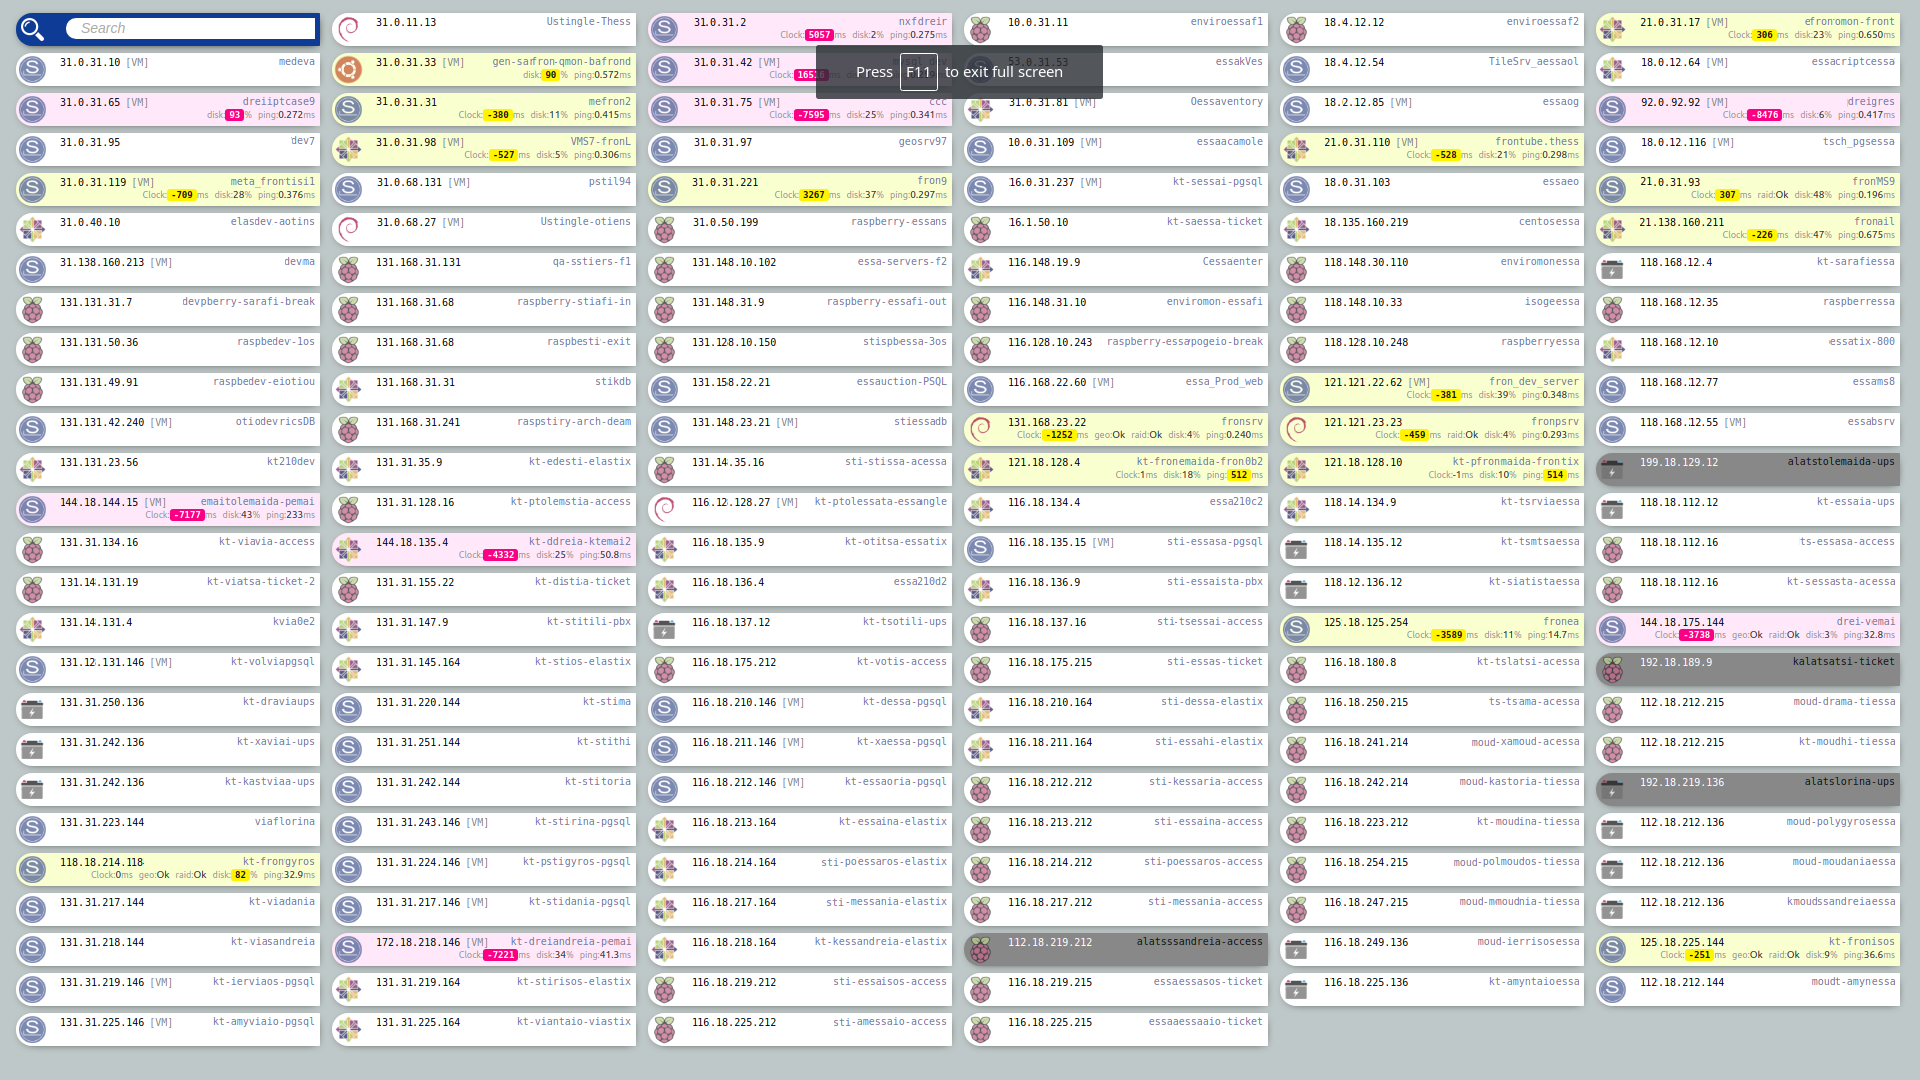 Search
31.0.11.13 Ustingle-Thess
31.0.31.2 nxfdreir
Clock: 5057 ms disk:2% ping:0.275ms
10.0.31.11 enviroessaf1
18.4.12.12 enviroessaf2
21.0.31.17 [VM] efronomon-front
Clock: 306 ms disk:23% ping:0.650ms
31.0.31.10 [VM] medeva
31.0.31.33 [VM] gen-safron-qmon-bafrond
disk: 90 % ping:0.572ms
31.0.31.42 [VM]
Press F11 to exit full screen
essakVes
18.4.12.54 TileSrv_aessaol
18.0.12.64 [VM] essacriptcessa
31.0.31.65 [VM] dreiiptcase9
disk: 93 % ping:0.272ms
31.0.31.31 mefron2
Clock: -380 ms disk:11% ping:0.415ms
31.0.31.75 [VM] ccc
Clock: -7595 ms disk:25% ping:0.341ms
31.0.31.81 [VM] Oessaventory
18.2.12.85 [VM] essaog
92.0.92.92 [VM] dreigres
Clock: -8476 ms disk:6% ping:0.417ms
31.0.31.95 dev7
31.0.31.98 [VM] VMS7-fronL
Clock: -527 ms disk:5% ping:0.306ms
31.0.31.97 geosrv97
10.0.31.109 [VM] essaacamole
21.0.31.110 [VM] frontube.thess
Clock: -528 ms disk:21% ping:0.298ms
18.0.12.116 [VM] tsch_pgsessa
31.0.31.119 [VM] meta_frontisi1
Clock: -709 ms disk:28% ping:0.376ms
31.0.68.131 [VM] pstil94
31.0.31.221 fron9
Clock: 3267 ms disk:37% ping:0.297ms
16.0.31.237 [VM] kt-sessai-pgsql
18.0.31.103 essaeo
21.0.31.93 fronMS9
Clock: 307 ms raid:Ok disk:48% ping:0.196ms
31.0.40.10 elasdev-aotins
31.0.68.27 [VM] Ustingle-otiens
31.0.50.199 raspberry-essans
16.1.50.10 kt-saessa-ticket
18.135.160.219 centosessa
21.138.160.211 fronail
Clock: -226 ms disk:47% ping:0.675ms
31.138.160.213 [VM] devma
131.168.31.131 qa-sstiers-f1
131.148.10.102 essa-servers-f2
116.148.19.9 Cessaenter
118.148.30.110 enviromonessa
118.168.12.4 kt-sarafiessa
131.131.31.7 devpberry-sarafi-break
131.168.31.68 raspberry-stiafi-in
131.148.31.9 raspberry-essafi-out
116.148.31.10 enviromon-essafi
118.148.10.33 isogeessa
118.168.12.35 raspberressa
131.131.50.36 raspbedev-1os
131.168.31.68 raspbesti-exit
131.128.10.150 stispbessa-3os
116.128.10.243 raspberry-essapogeio-break
118.128.10.248 raspberryessa
118.168.12.10 essatix-800
131.131.49.91 raspbedev-eiotiou
131.168.31.31 stikdb
131.158.22.21 essauction-PSQL
116.168.22.60 [VM] essa_Prod_web
121.121.22.62 [VM] fron_dev_server
Clock: -381 ms disk:39% ping:0.348ms
118.168.12.77 essams8
131.131.42.240 otiodevricsDB
131.168.31.241 raspstiry-arch-deam
131.148.23.21 [VM] stiessadb
131.168.23.22 fronsrv
Clock: -1252 ms geo:Ok raid:Ok disk:4% ping:0.240ms
121.121.23.23 fronpsrv
Clock: -459 ms raid:Ok disk:4% ping:0.293ms
118.168.12.55 [VM] essabsrv
131.131.23.56 kt210dev
131.31.35.9 kt-edesti-elastix
131.14.35.16 sti-stissa-acessa
121.18.128.4 kt-fronemaida-fron0b2
Clock:1ms disk:18% ping: 512 ms
121.18.128.10 kt-pfronmaida-frontix
Clock:-1ms disk:10% ping: 514 ms
199.18.129.12 alatstolemaida-ups
144.18.144.15 [VM] emaitolemaida-pemai
Clock: -7177 ms disk:43% ping:233ms
131.31.128.16 kt-ptolemstia-access
116.12.128.27 [VM] kt-ptolessata-essangle
116.18.134.4 essa210c2
118.14.134.9 kt-tsrviaessa
118.18.112.12 kt-essaia-ups
131.31.134.16 kt-viavia-access
144.18.135.4 kt-ddreia-ktemai2
Clock: -4332 ms disk:25% ping:50.8ms
116.18.135.9 kt-otitsa-essatix
116.18.135.15 [VM] sti-essasa-pgsql
118.14.135.12 kt-tsmtsaessa
118.18.112.16 ts-essasa-access
131.14.131.19 kt-viatsa-ticket-2
131.31.155.22 kt-distia-ticket
116.18.136.4 essa210d2
116.18.136.9 sti-essaista-pbx
118.12.136.12 kt-siatistaessa
118.18.112.16 kt-sessasta-acessa
131.14.131.4 kvia0e2
131.31.147.9 kt-stitili-pbx
116.18.137.12 kt-tsotili-ups
116.18.137.16 sti-tsessai-access
125.18.125.254 fronea
Clock: -3589 ms disk:11% ping:14.7ms
144.18.175.144 drei-vemai
Clock: -3738 ms geo:Ok raid:Ok disk:3% ping:32.8ms
131.12.131.146 [VM] kt-volviapgsql
131.31.145.164 kt-stios-elastix
116.18.175.212 kt-votis-access
116.18.175.215 sti-essas-ticket
116.18.180.8 kt-tslatsi-acessa
192.18.189.9 kalatsatsi-ticket
131.31.250.136 kt-draviaups
131.31.220.144 kt-stima
116.18.210.146 [VM] kt-dessa-pgsql
116.18.210.164 sti-dessa-elastix
116.18.250.215 ts-tsama-acessa
112.18.212.215 moud-drama-tiessa
131.31.242.136 kt-xaviai-ups
131.31.251.144 kt-stithi
116.18.211.146 [VM] kt-xaessa-pgsql
116.18.211.164 sti-essahi-elastix
116.18.241.214 moud-xamoud-acessa
112.18.212.215 kt-moudhi-tiessa
131.31.242.136 kt-kastviaa-ups
131.31.242.144 kt-stitoria
116.18.212.146 [VM] kt-essaoria-pgsql
116.18.212.212 sti-kessaria-access
116.18.242.214 moud-kastoria-tiessa
192.18.219.136 alatslorina-ups
131.31.223.144 viaflorina
131.31.243.146 [VM] kt-stirina-pgsql
116.18.213.164 kt-essaina-elastix
116.18.213.212 sti-essaina-access
116.18.223.212 kt-moudina-tiessa
112.18.212.136 moud-polygyrosessa
118.18.214.118 kt-frongyros
Clock:0ms geo:Ok raid:Ok disk: 82 % ping:32.9ms
131.31.224.146 [VM] kt-pstigyros-pgsql
116.18.214.164 sti-poessaros-elastix
116.18.214.212 sti-poessaros-access
116.18.254.215 moud-polmoudos-tiessa
112.18.212.136 moud-moudaniaessa
131.31.217.144 kt-viadania
131.31.217.146 [VM] kt-stidania-pgsql
116.18.217.164 sti-messania-elastix
116.18.217.212 sti-messania-access
116.18.247.215 moud-mmoudnia-tiessa
112.18.212.136 kmoudssandreiaessa
131.31.218.144 kt-viasandreia
172.18.218.146 [VM] kt-dreiandreia-pemai
Clock: -7221 ms disk:34% ping:41.3ms
116.18.218.164 kt-kessandreia-elastix
112.18.219.212 alatsssandreia-access
116.18.249.136 moud-ierrisosessa
125.18.225.144 kt-fronisos
Clock: -251 ms geo:Ok raid:Ok disk:9% ping:36.6ms
131.31.219.146 [VM] kt-ierviaos-pgsql
131.31.219.164 kt-stirisos-elastix
116.18.219.212 sti-essaisos-access
116.18.219.215 essaessasos-ticket
116.18.225.136 kt-amyntaioessa
112.18.212.144 moudt-amynessa
131.31.225.146 [VM] kt-amyviaio-pgsql
131.31.225.164 kt-viantaio-viastix
116.18.225.212 sti-amessaio-access
116.18.225.215 essaaessaaio-ticket